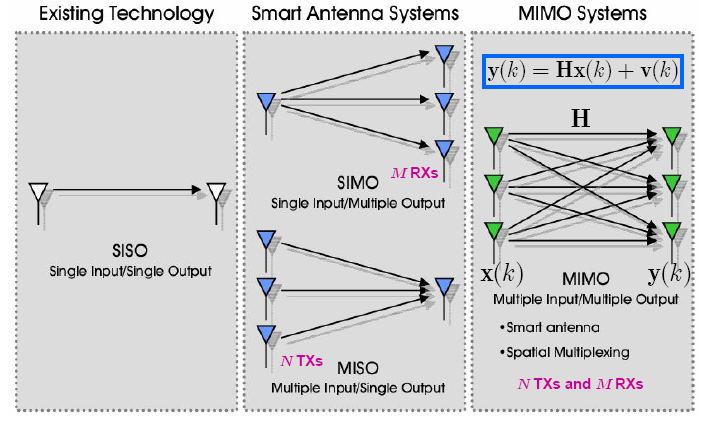 Existing Technology
SISO
Single Input/Single Output
Smart Antenna Systems
M RXs
SIMO
Single Input/Multiple Output
N TXs
MISO
Multiple Input/Single Output
MIMO Systems
y(k) = Hx(k) + v(k)
H
x(k) y(k)
MIMO
Multiple Input/Multiple Output
•Smart antenna
•Spatial Multiplexing
N TXs and M RXs